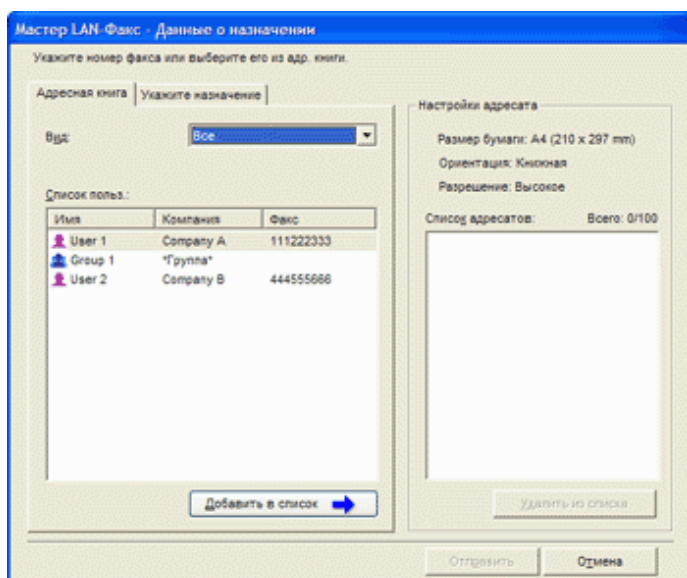 Мастер LAN-Факс - Данные о назначении
Укажите номер факса или выберите его из адр. книги.
Адресная книга Укажите назначение
Вид: Все
Список польз.:
Имя Компания Факс
User 1 Company A 111222333
Group 1 *Группа*
User 2 Company B 444555666
Добавить в список
Настройки адресата
Размер бумаги: A4 (210 x 297 mm)
Ориентация: Книжная
Разрешение: Высокое
Список адресатов: Всего: 0/100
Удалить из списка
Отправить Отмена